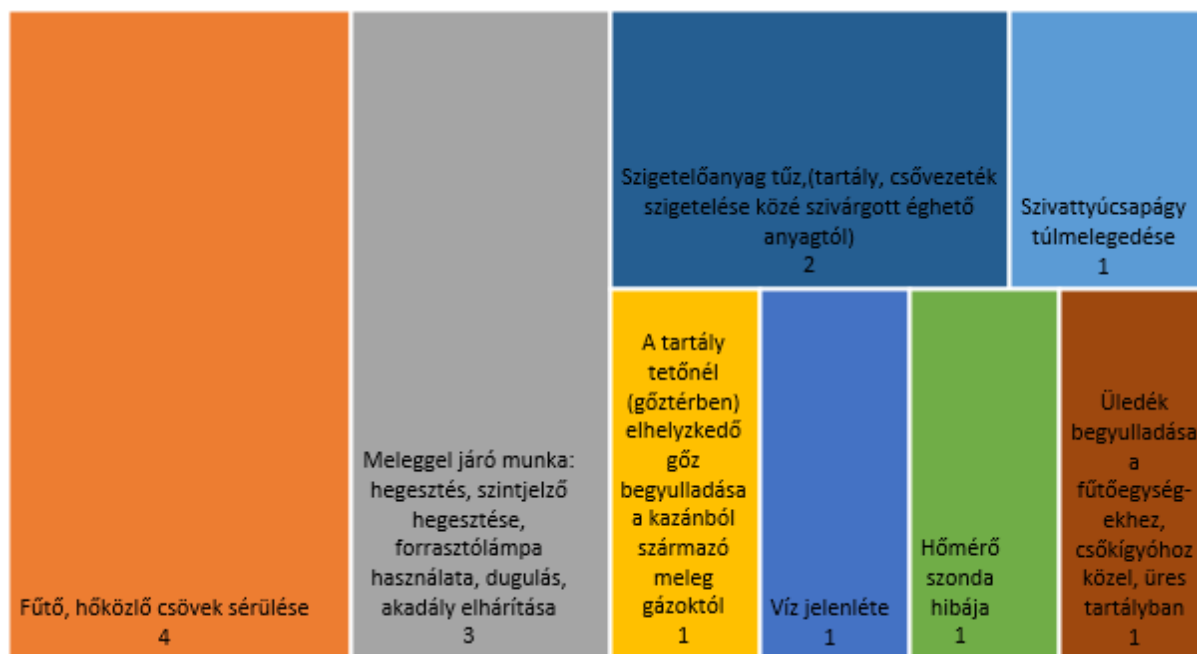 Fűtő, hőközlő csövek sérülése
4
Meleggel járó munka:
hegesztés, szintjelző
hegesztése,
forrasztólámpa
használata, dugulás,
akadály elhárítása
3
Szigetelőanyag tűz,(tartály, csővezeték
szigetelése közé szivárgott éghető
anyagtól)
2
Szivattyúcsapágy
túlmelegedése
1
A tartály
tetőnél
(gőztérben)
elhelyzkedő
gőz
begyulladása
a kazánból
származó
meleg
gázoktól
1
Víz jelenléte
1
Hőmérő
szonda
hibája
1
Üledék
begyulladása
a
fűtőegység-
ekhez,
csőkígyóhoz
közel, üres
tartályban
1